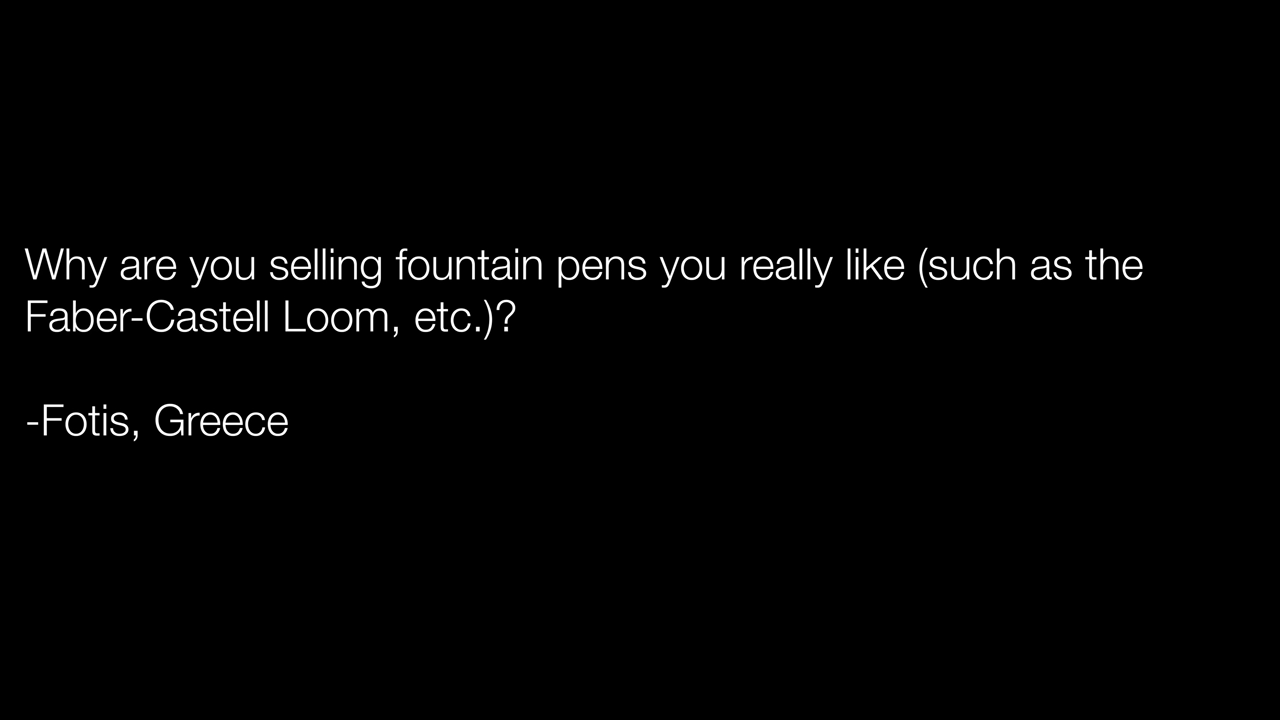 Why are you selling fountain pens you really like (such as the
Faber-Castell Loom, etc.)?
-Fotis, Greece